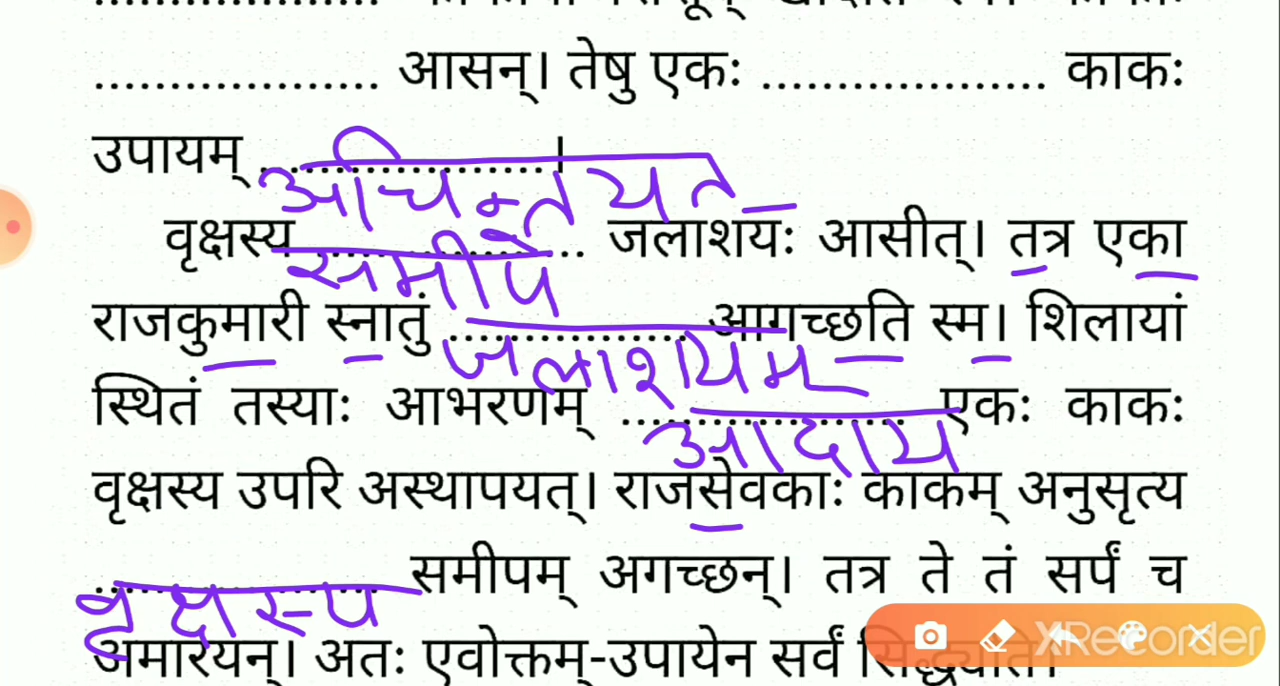 आसन्। तेषु एकः .................... काकः
उपायम् .................... ।
अचिन्तयत्
वृक्षस्य .................... जलाशयः आसीत्। तत्र एका
समीपे
राजकुमारी स्नातुं .................. आगच्छति स्म। शिलायां
जलाशयम्
स्थितं तस्याः आभरणम् .................... एकः काकः
आदाय
वृक्षस्य उपरि अस्थापयत्। राजसेवकाः काकम् अनुसृत्य
.................... समीपम् अगच्छन्। तत्र ते तं सर्पं च
वृक्षस्य
अमारयन्। अतः एवोक्तम्-उपायेन सर्वं
XRecorder